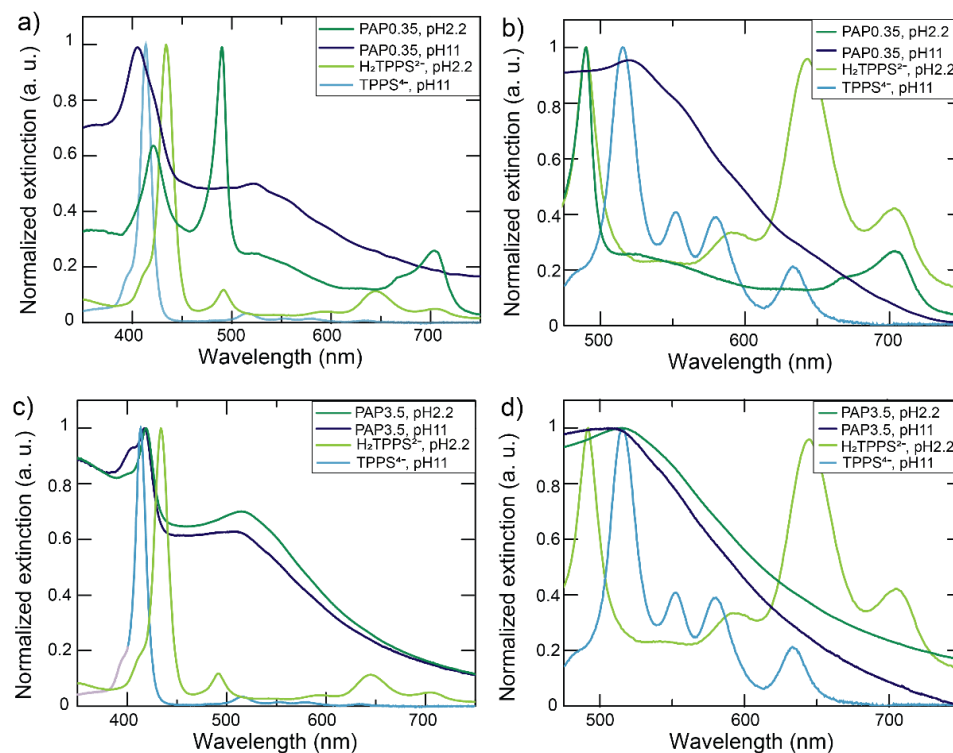 a)
PAP0.35, pH2.2
PAP0.35, pH11
H₂TPPS²⁻, pH2.2
TPPS⁴⁻, pH11
Normalized extinction (a. u.)
1
0.8
0.6
0.4
0.2
0
400 500 600 700
Wavelength (nm)
b)
PAP0.35, pH2.2
PAP0.35, pH11
H₂TPPS²⁻, pH2.2
TPPS⁴⁻, pH11
Normalized extinction (a. u.)
1
0.8
0.6
0.4
0.2
0
500 600 700
Wavelength (nm)
c)
PAP3.5, pH2.2
PAP3.5, pH11
H₂TPPS²⁻, pH2.2
TPPS⁴⁻, pH11
Normalized extinction (a. u.)
1
0.8
0.6
0.4
0.2
0
400 500 600 700
Wavelength (nm)
d)
PAP3.5, pH2.2
PAP3.5, pH11
H₂TPPS²⁻, pH2.2
TPPS⁴⁻, pH11
Normalized extinction (a. u.)
1
0.8
0.6
0.4
0.2
0
500 600 700
Wavelength (nm)